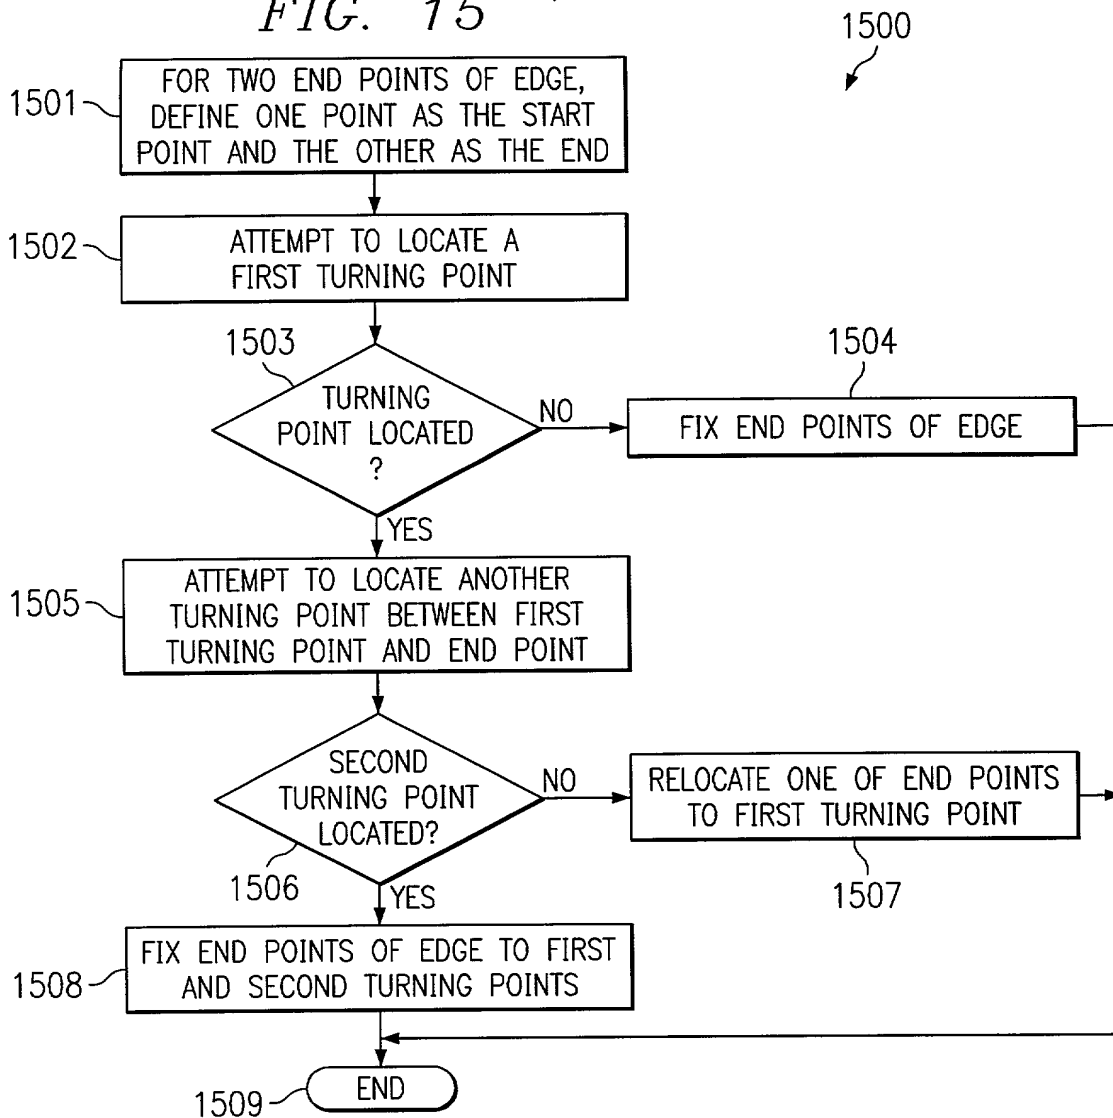 FIG. 15
1500
1501
FOR TWO END POINTS OF EDGE,
DEFINE ONE POINT AS THE START
POINT AND THE OTHER AS THE END
1502
ATTEMPT TO LOCATE A
FIRST TURNING POINT
1503
TURNING
POINT LOCATED
?
NO
1504
FIX END POINTS OF EDGE
YES
1505
ATTEMPT TO LOCATE ANOTHER
TURNING POINT BETWEEN FIRST
TURNING POINT AND END POINT
SECOND
TURNING POINT
LOCATED?
1506
NO
RELOCATE ONE OF END POINTS
TO FIRST TURNING POINT
1507
YES
1508
FIX END POINTS OF EDGE TO FIRST
AND SECOND TURNING POINTS
1509
END